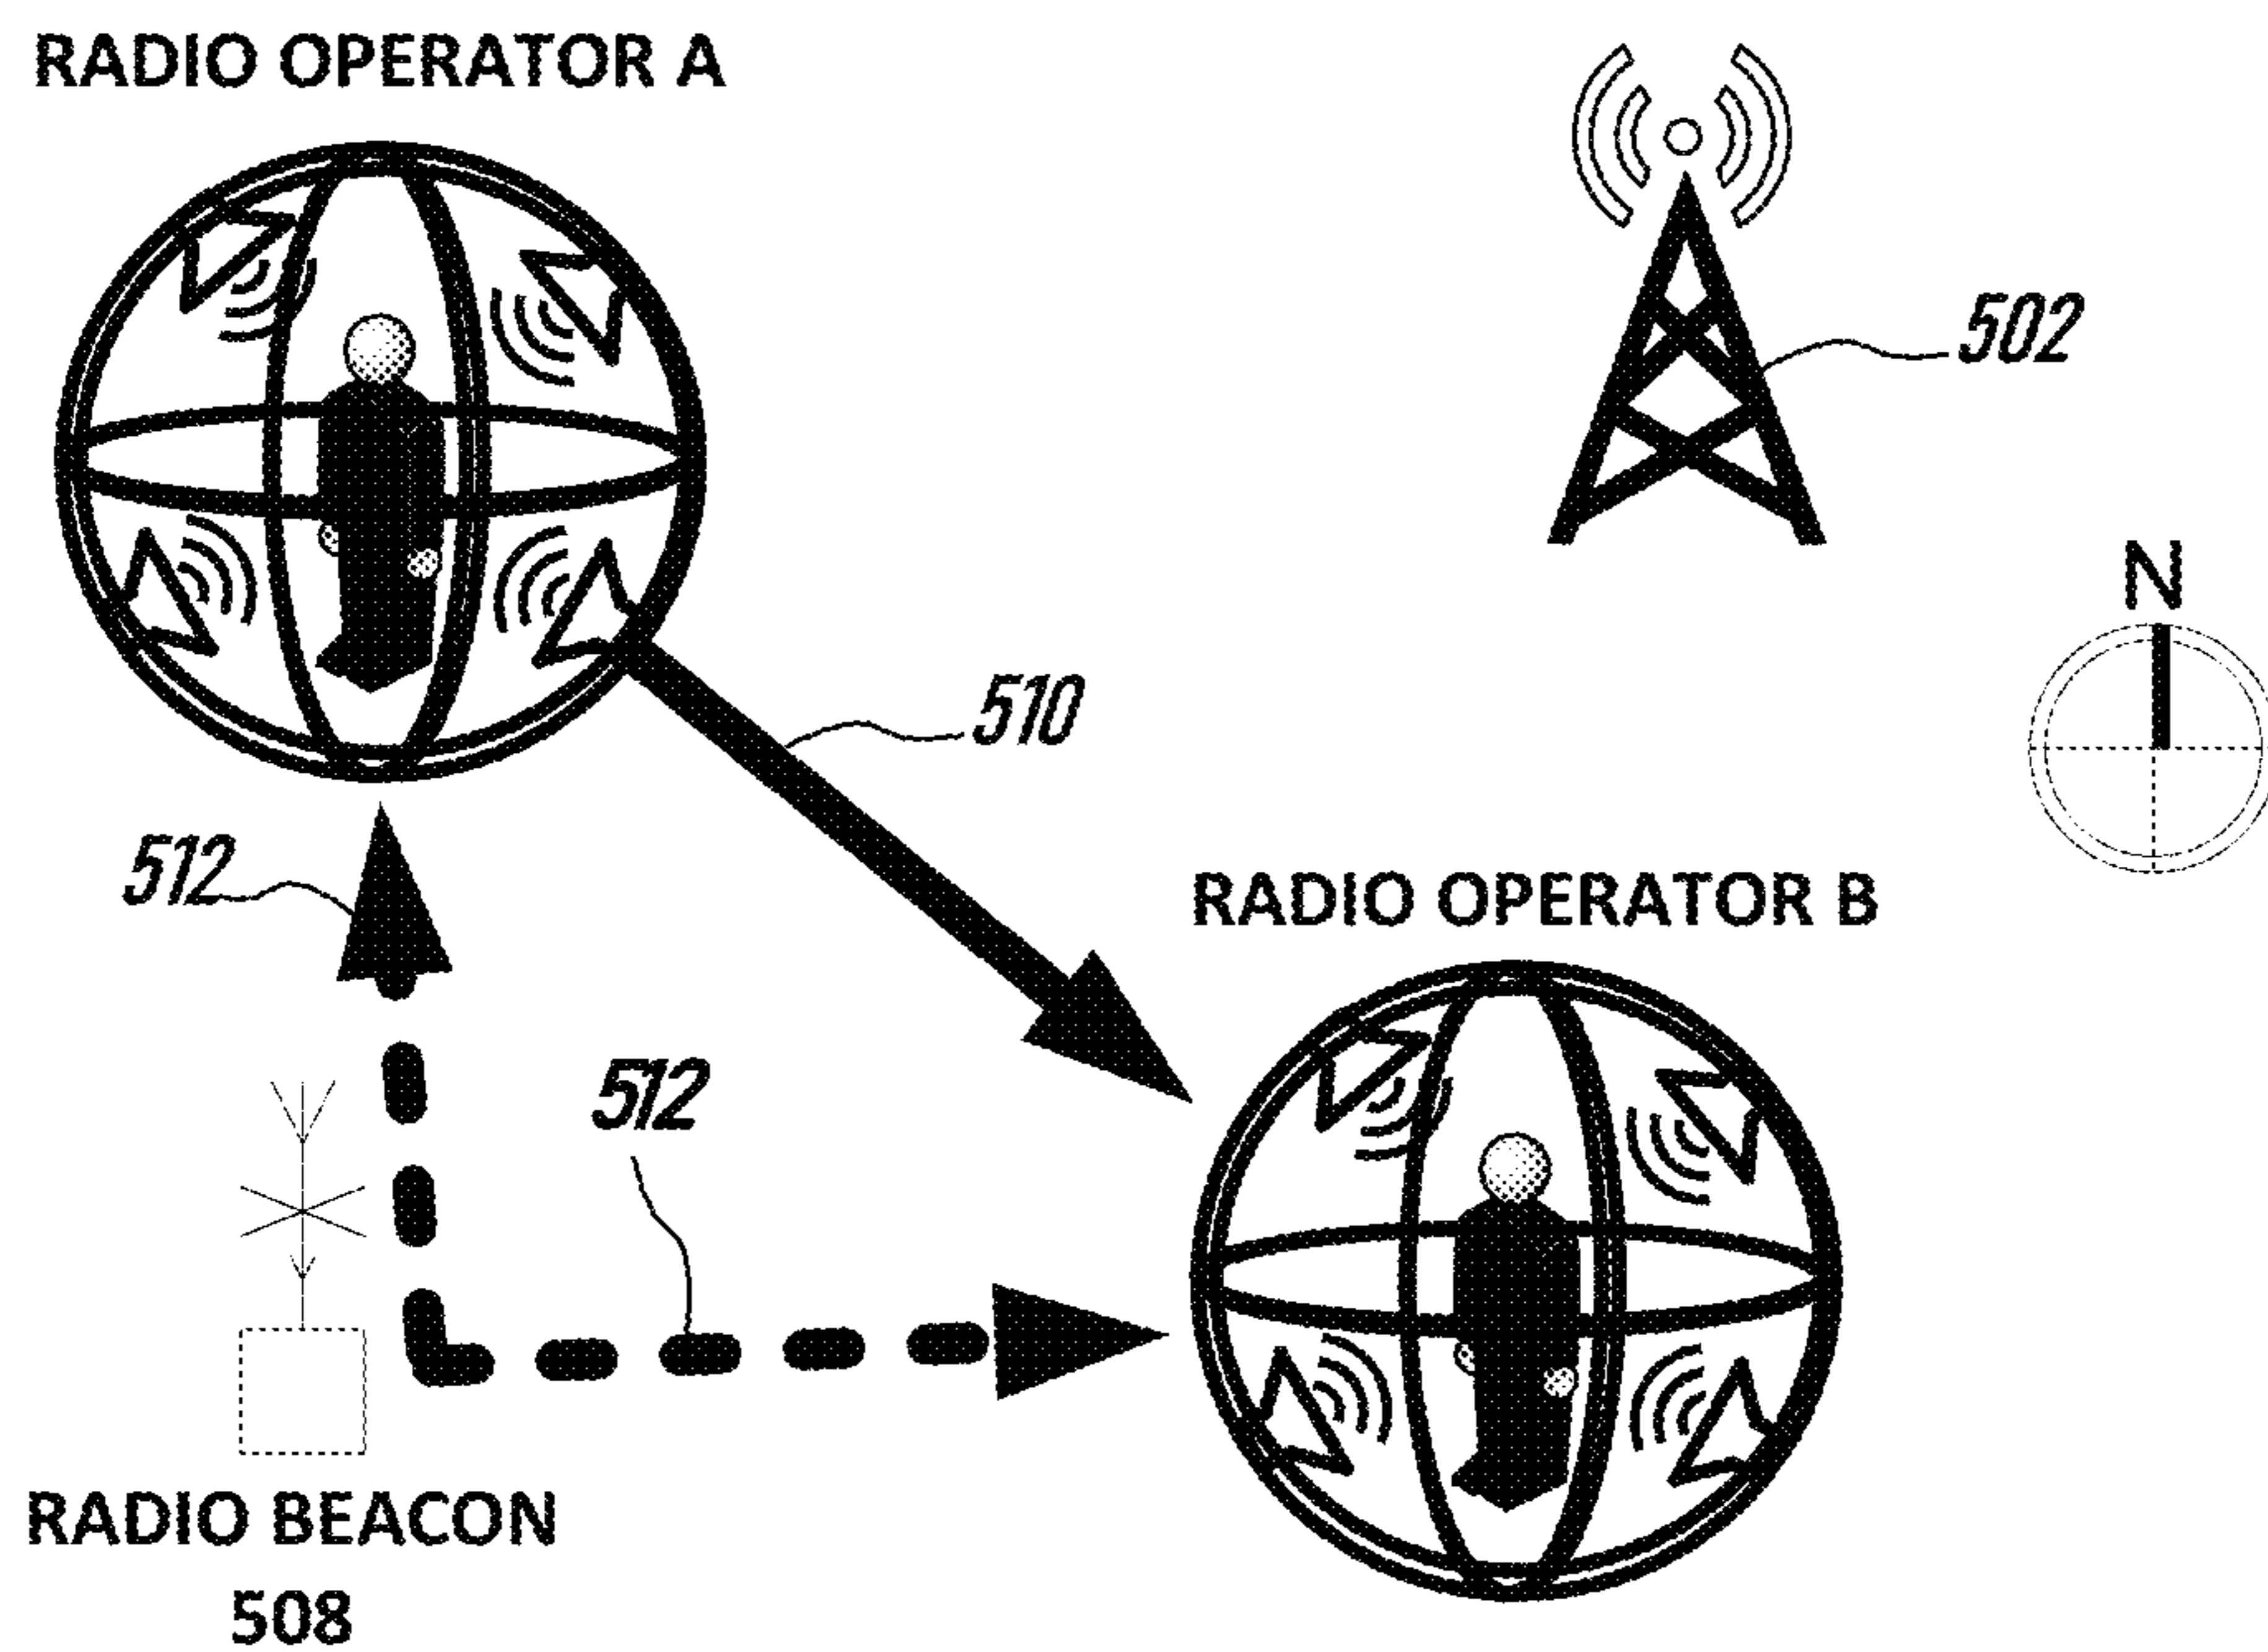 RADIO OPERATOR A
502
N
510
512
RADIO OPERATOR B
512
RADIO BEACON
508